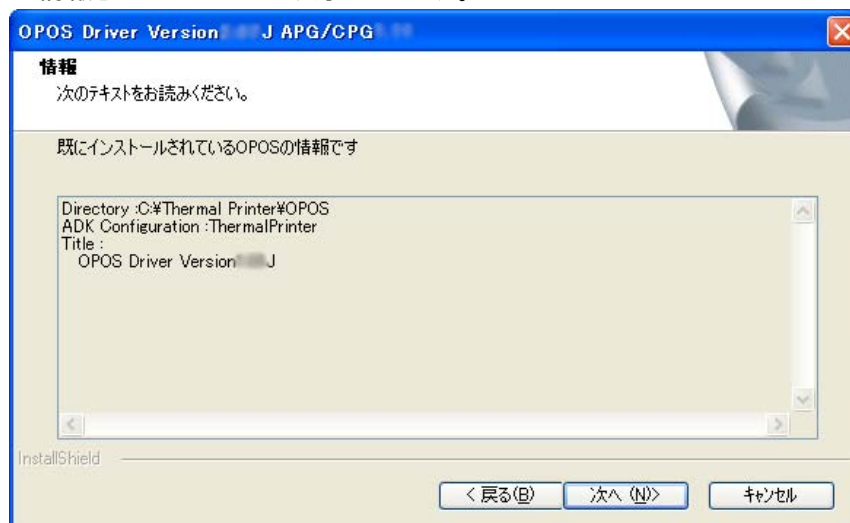 OPOS Driver Version J APG/CPG
情報
次のテキストをお読みください。
既にインストールされているOPOSの情報です
Directory :C:¥Thermal Printer¥OPOS
ADK Configuration :ThermalPrinter
Title :
OPOS Driver Version J
InstallShield
< 戻る(B) 次へ (N)> キャンセル